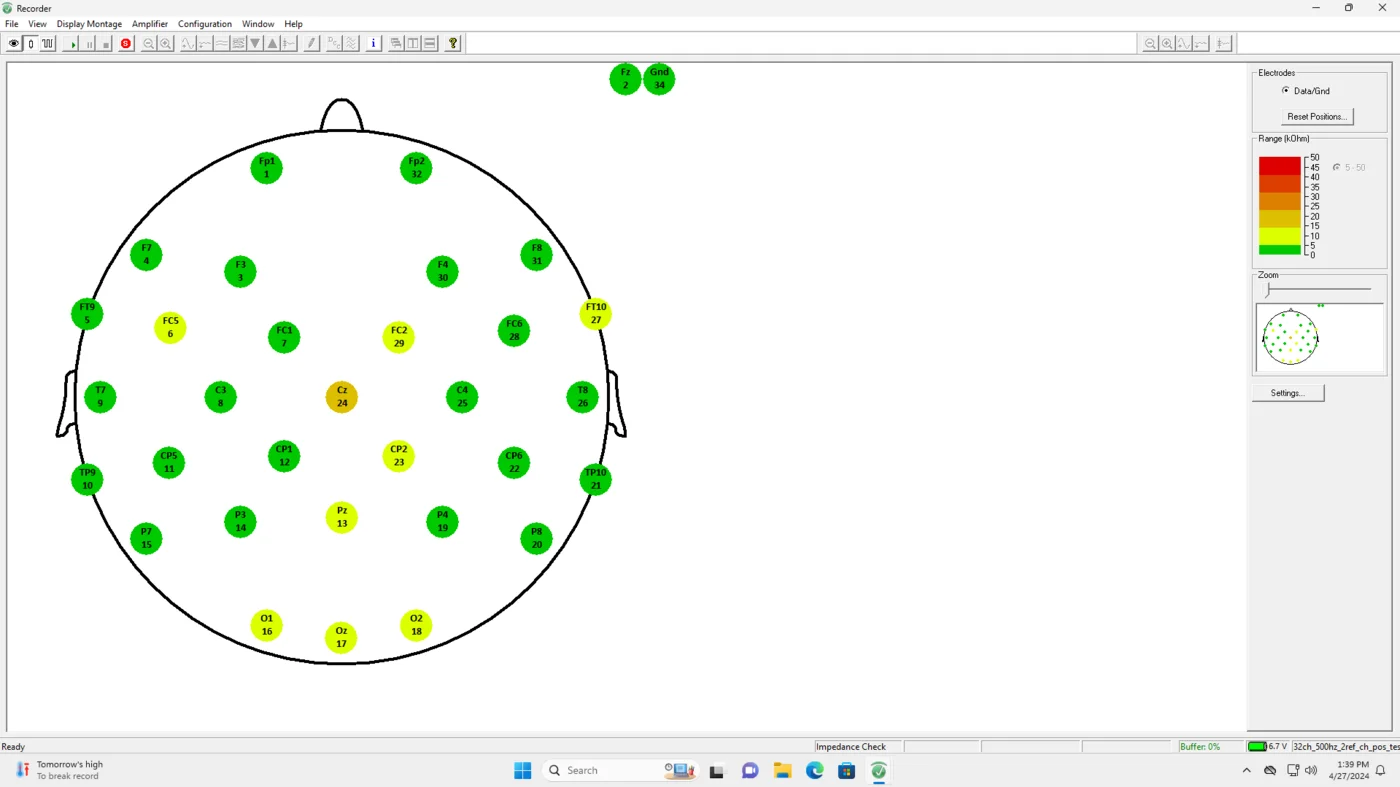 Recorder
File View Display Montage Amplifier Configuration Window Help
Fz
2
Gnd
34
Fp1
1
Fp2
32
F7
4
F3
3
F4
30
F8
31
FT9
5
FC5
6
FC1
7
FC2
29
FC6
28
FT10
27
T7
9
C3
8
Cz
24
C4
25
T8
26
TP9
10
CP5
11
CP1
12
CP2
23
CP6
22
TP10
21
P7
15
P3
14
Pz
13
P4
19
P8
20
O1
16
Oz
17
O2
18
Electrodes
Data/Gnd
Reset Positions...
Range (kOhm)
50
45
40
35
30
25
20
15
10
5
0
5 - 50
Zoom
Settings...
Ready
Impedance Check
Buffer: 0%
6.7 V
32ch_500hz_2ref_ch_pos_tes
Tomorrow's high
To break record
Search
1:39 PM
4/27/2024